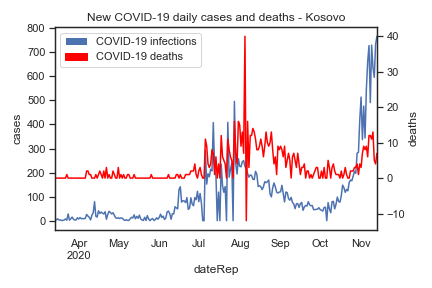 New COVID-19 daily cases and deaths - Kosovo
COVID-19 infections
COVID-19 deaths
800
700
600
500
400
300
200
100
0
cases
40
30
20
10
0
−10
deaths
Apr
2020
May
Jun
Jul
Aug
Sep
Oct
Nov
dateRep